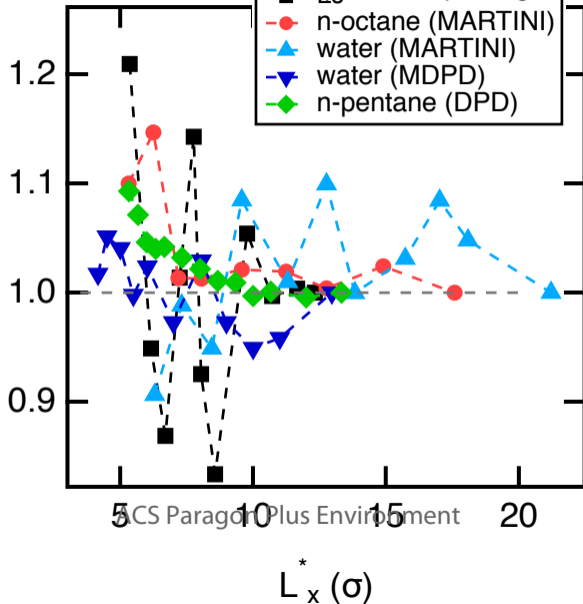 n-octane (MARTINI)
water (MARTINI)
water (MDPD)
n-pentane (DPD)
1.2
1.1
1.0
0.9
5 10 15 20
ACS Paragon Plus Environment
L*x (σ)